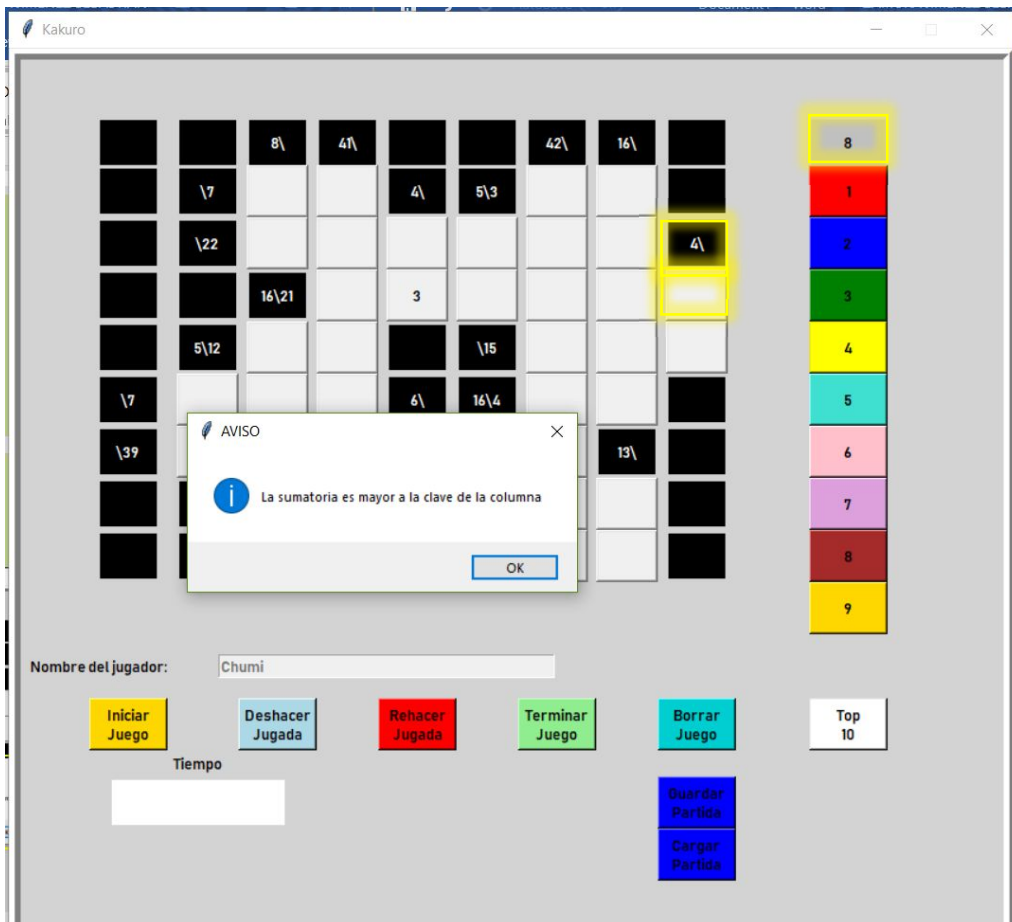 Kakuro
8\ 41\ 42\ 16\ 8
\7 4\ 5\3 1
\22 4\ 2
16\21 3 3
5\12 \15 4
\7 6\ 16\4 5
AVISO
\39 13\ 6
La sumatoria es mayor a la clave de la columna
7
OK
8
9
Nombre del jugador: Chumi
Iniciar Juego
Deshacer Jugada
Rehacer Jugada
Terminar Juego
Borrar Juego
Top 10
Tiempo
Guardar Partida
Cargar Partida